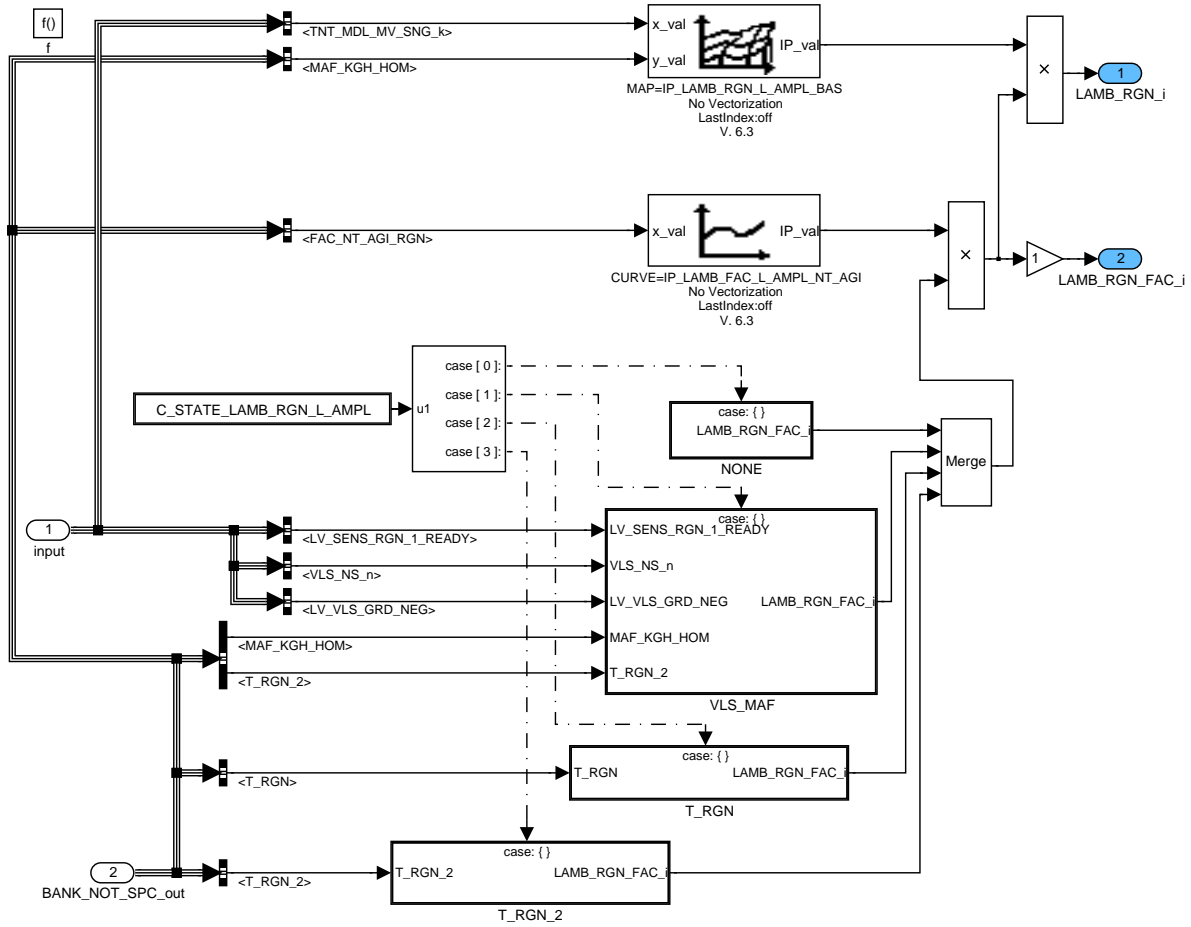 f()
f
<TNT_MDL_MV_SNG_k>
<MAF_KGH_HOM>
x_val
y_val
IP_val
MAP=IP_LAMB_RGN_L_AMPL_BAS
No Vectorization
LastIndex:off
V. 6.3
×
1
LAMB_RGN_i
<FAC_NT_AGI_RGN>
x_val
IP_val
CURVE=IP_LAMB_FAC_L_AMPL_NT_AGI
No Vectorization
LastIndex:off
V. 6.3
×
1
2
LAMB_RGN_FAC_i
C_STATE_LAMB_RGN_L_AMPL
u1
case [ 0 ]:
case [ 1 ]:
case [ 2 ]:
case [ 3 ]:
case: { }
LAMB_RGN_FAC_i
NONE
Merge
1
input
<LV_SENS_RGN_1_READY>
<VLS_NS_n>
<LV_VLS_GRD_NEG>
<MAF_KGH_HOM>
<T_RGN_2>
case: { }
LV_SENS_RGN_1_READY
VLS_NS_n
LV_VLS_GRD_NEG
LAMB_RGN_FAC_i
MAF_KGH_HOM
T_RGN_2
VLS_MAF
<T_RGN>
case: { }
T_RGN
LAMB_RGN_FAC_i
T_RGN
2
BANK_NOT_SPC_out
<T_RGN_2>
case: { }
T_RGN_2
LAMB_RGN_FAC_i
T_RGN_2